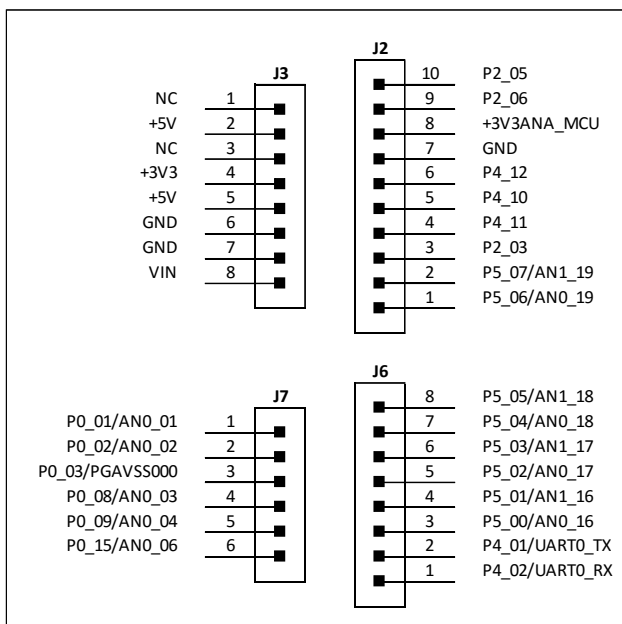 J3
NC 1
+5V 2
NC 3
+3V3 4
+5V 5
GND 6
GND 7
VIN 8
J2
10 P2_05
9 P2_06
8 +3V3ANA_MCU
7 GND
6 P4_12
5 P4_10
4 P4_11
3 P2_03
2 P5_07/AN1_19
1 P5_06/AN0_19
J7
P0_01/AN0_01 1
P0_02/AN0_02 2
P0_03/PGAVSS000 3
P0_08/AN0_03 4
P0_09/AN0_04 5
P0_15/AN0_06 6
J6
8 P5_05/AN1_18
7 P5_04/AN0_18
6 P5_03/AN1_17
5 P5_02/AN0_17
4 P5_01/AN1_16
3 P5_00/AN0_16
2 P4_01/UART0_TX
1 P4_02/UART0_RX